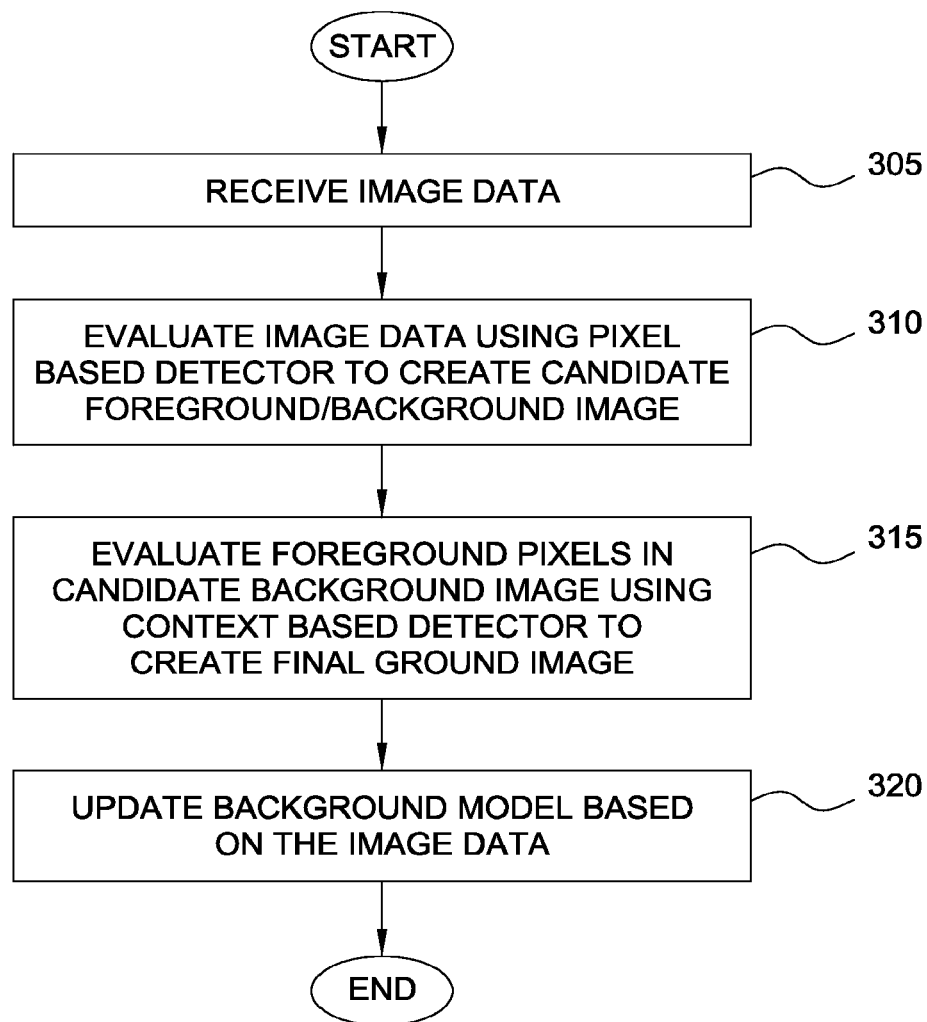 START
RECEIVE IMAGE DATA
305
EVALUATE IMAGE DATA USING PIXEL
BASED DETECTOR TO CREATE CANDIDATE
FOREGROUND/BACKGROUND IMAGE
310
EVALUATE FOREGROUND PIXELS IN
CANDIDATE BACKGROUND IMAGE USING
CONTEXT BASED DETECTOR TO
CREATE FINAL GROUND IMAGE
315
UPDATE BACKGROUND MODEL BASED
ON THE IMAGE DATA
320
END